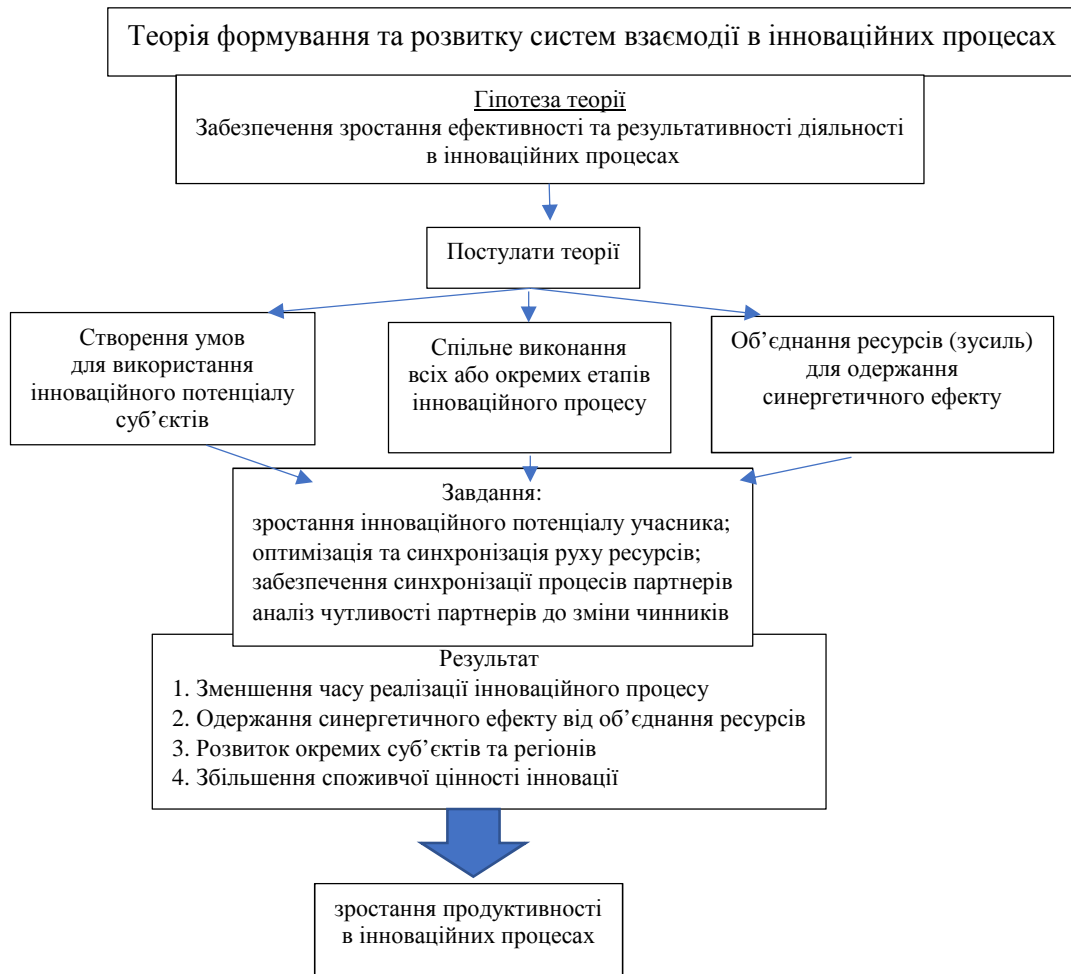 Теорія формування та розвитку систем взаємодії в інноваційних процесах
Гіпотеза теорії
Забезпечення зростання ефективності та результативності діяльності
в інноваційних процесах
Постулати теорії
Створення умов
для використання
інноваційного потенціалу
суб’єктів
Спільне виконання
всіх або окремих етапів
інноваційного процесу
Об’єднання ресурсів (зусиль)
для одержання
синергетичного ефекту
Завдання:
зростання інноваційного потенціалу учасника;
оптимізація та синхронізація руху ресурсів;
забезпечення синхронізації процесів партнерів
аналіз чутливості партнерів до зміни чинників
Результат
1. Зменшення часу реалізації інноваційного процесу
2. Одержання синергетичного ефекту від об’єднання ресурсів
3. Розвиток окремих суб’єктів та регіонів
4. Збільшення споживчої цінності інновації
зростання продуктивності
в інноваційних процесах